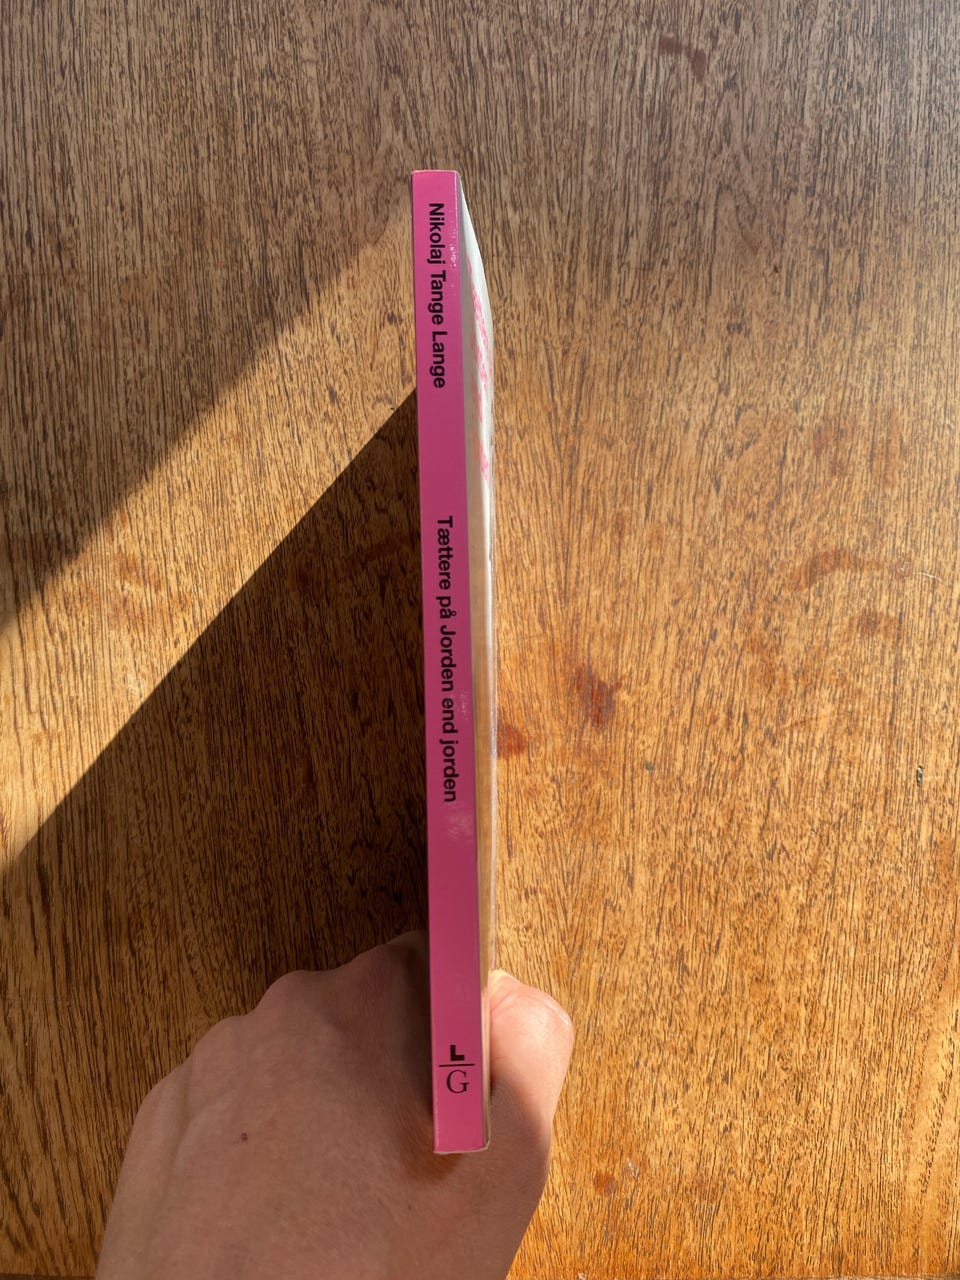 Nikolaj Tange Lange
Tættere på Jorden end jorden
G